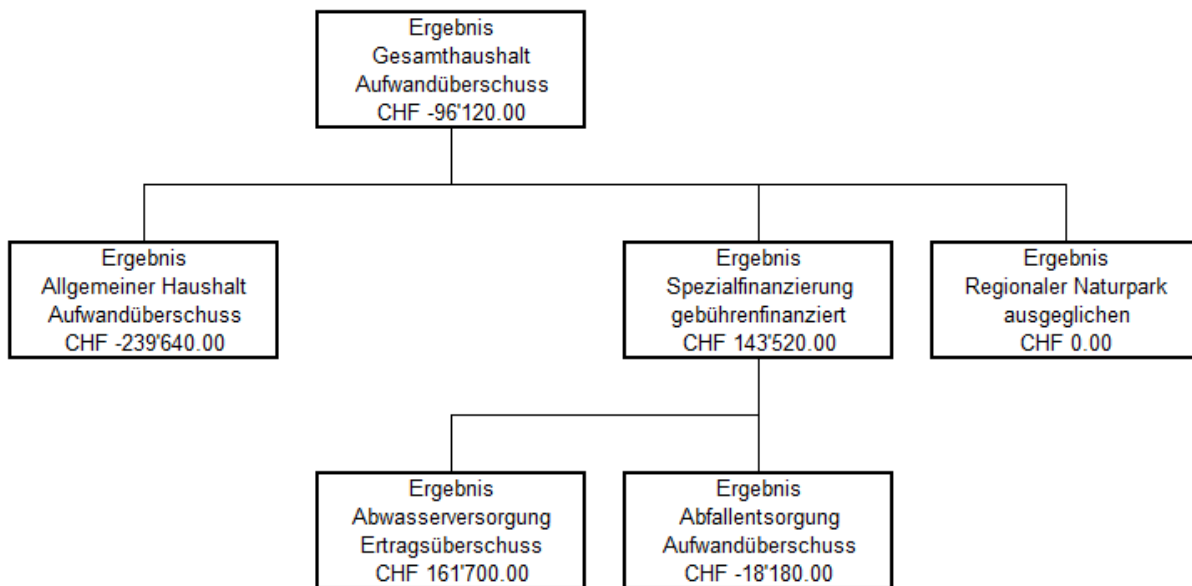 Ergebnis
Gesamthaushalt
Aufwandüberschuss
CHF -96'120.00
Ergebnis
Allgemeiner Haushalt
Aufwandüberschuss
CHF -239'640.00
Ergebnis
Spezialfinanzierung
gebührenfinanziert
CHF 143'520.00
Ergebnis
Regionaler Naturpark
ausgeglichen
CHF 0.00
Ergebnis
Abwasserversorgung
Ertragsüberschuss
CHF 161'700.00
Ergebnis
Abfallentsorgung
Aufwandüberschuss
CHF -18'180.00